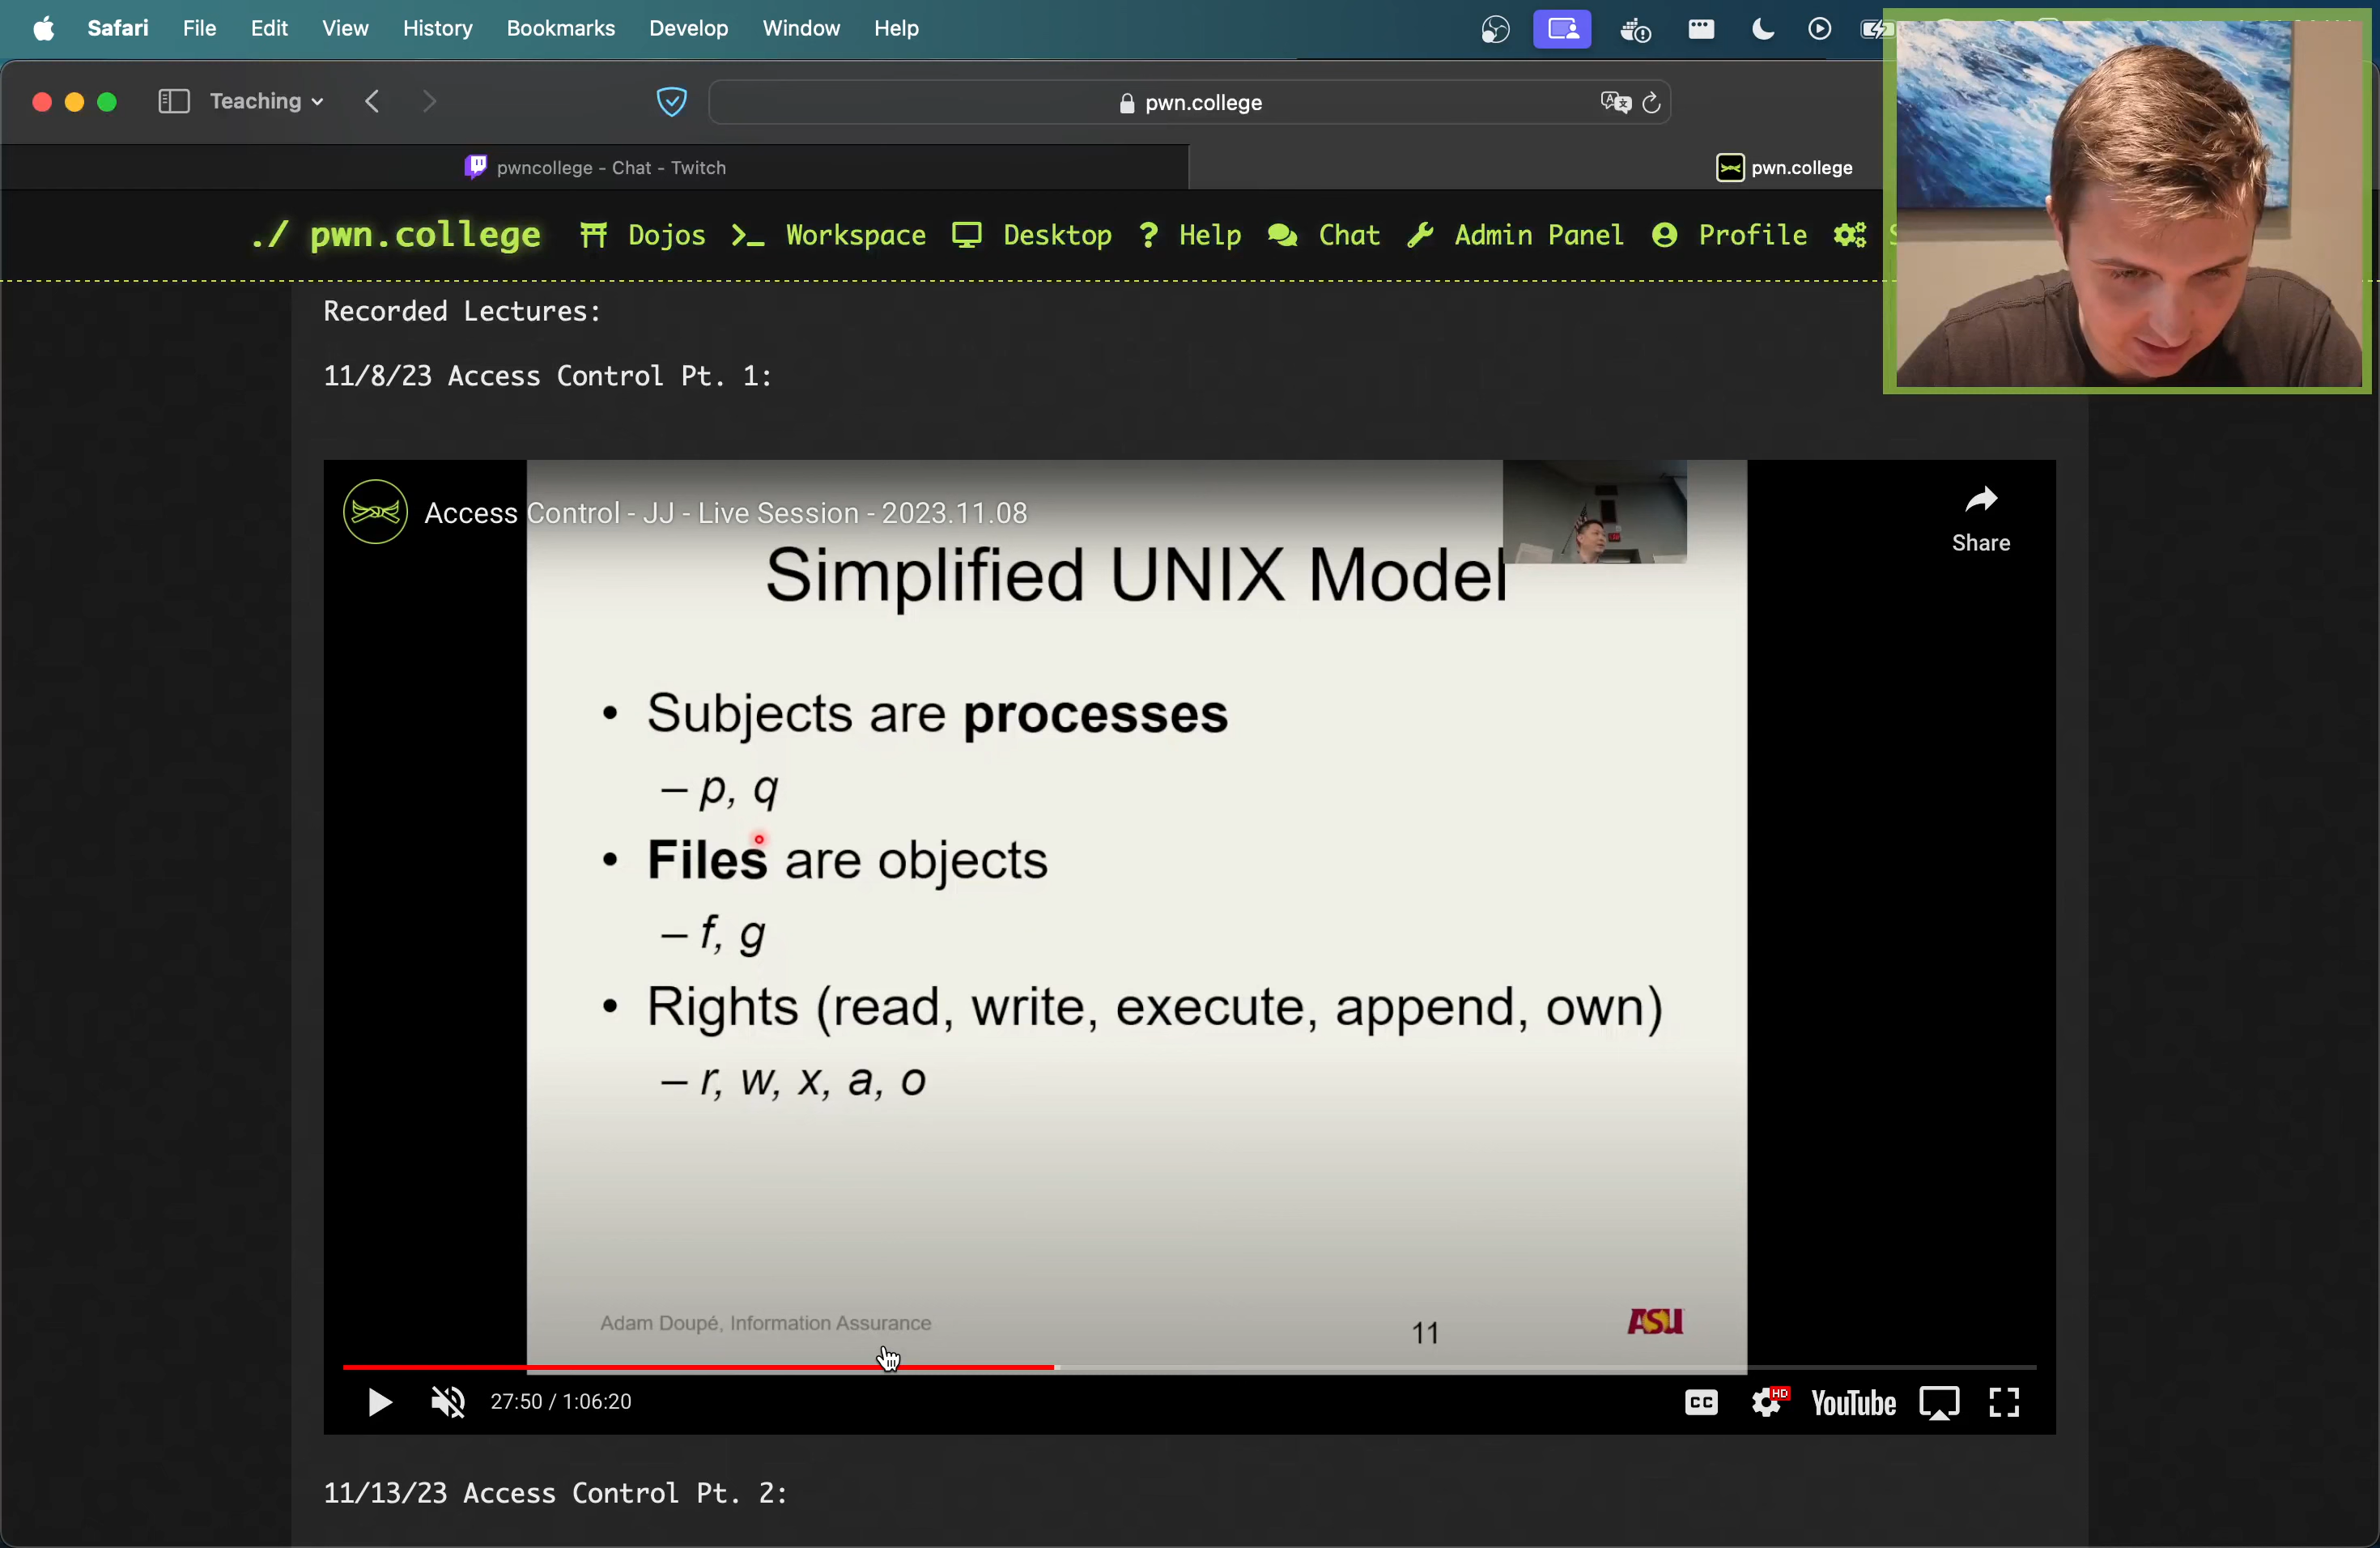 Safari File Edit View History Bookmarks Develop Window Help
Teaching
pwn.college
pwncollege - Chat - Twitch
pwn.college
./ pwn.college Dojos Workspace Desktop Help Chat Admin Panel Profile
Recorded Lectures:
11/8/23 Access Control Pt. 1:
Access Control - JJ - Live Session - 2023.11.08
Share
Simplified UNIX Model
• Subjects are processes
– p, q
• Files are objects
– f, g
• Rights (read, write, execute, append, own)
– r, w, x, a, o
Adam Doupé, Information Assurance
11
ASU
27:50 / 1:06:20
CC
HD
YouTube
11/13/23 Access Control Pt. 2: